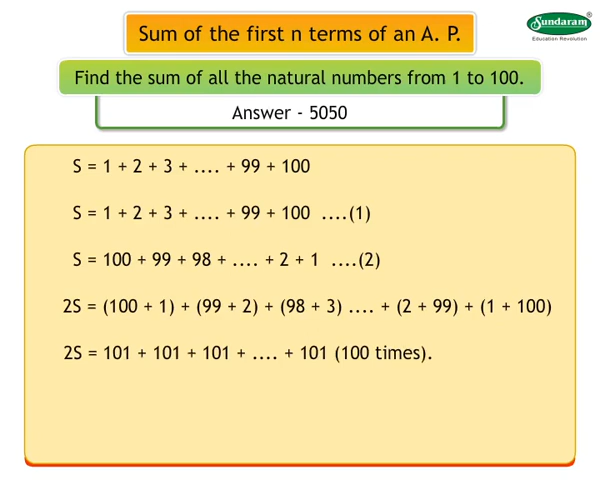 Sum of the first n terms of an A. P.
Sundaram®
Education Revolution
Find the sum of all the natural numbers from 1 to 100.
Answer - 5050
S = 1 + 2 + 3 + .... + 99 + 100
S = 1 + 2 + 3 + .... + 99 + 100 ....(1)
S = 100 + 99 + 98 + .... + 2 + 1 ....(2)
2S = (100 + 1) + (99 + 2) + (98 + 3) .... + (2 + 99) + (1 + 100)
2S = 101 + 101 + 101 + .... + 101 (100 times).